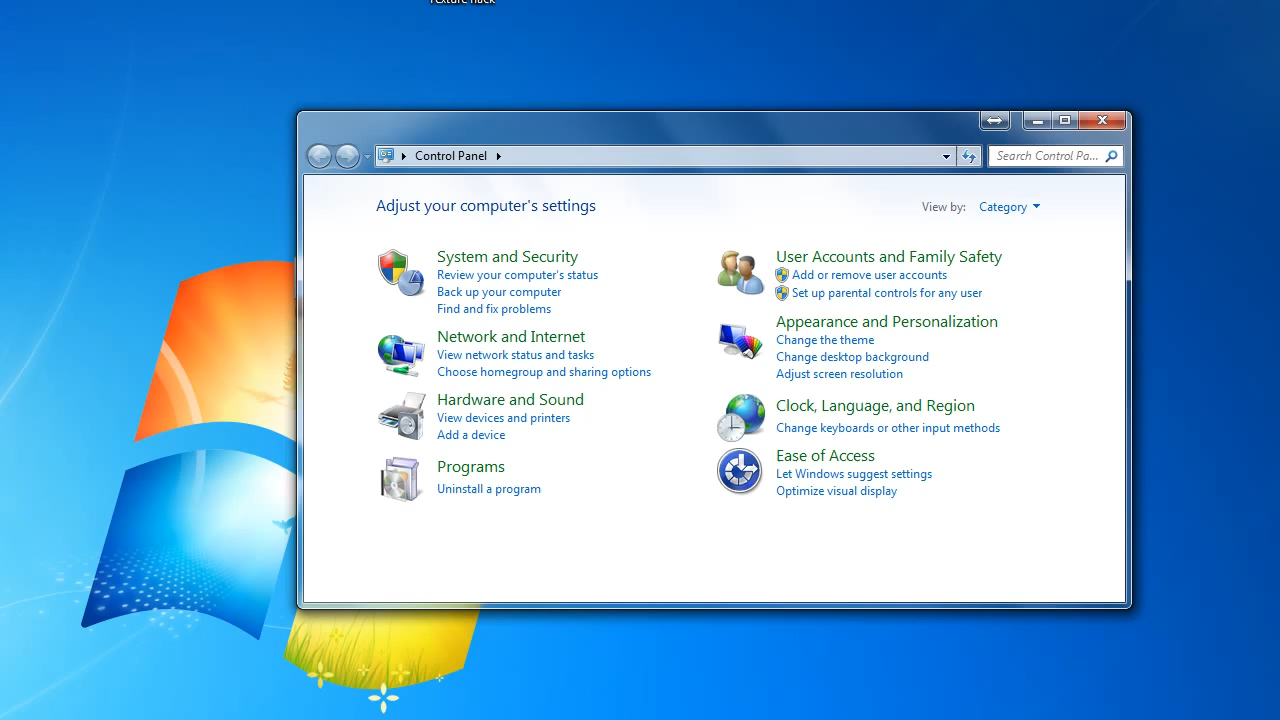 Texture hack
Control Panel
Search Control Pa...
Adjust your computer's settings
View by: Category
System and Security
Review your computer's status
Back up your computer
Find and fix problems
Network and Internet
View network status and tasks
Choose homegroup and sharing options
Hardware and Sound
View devices and printers
Add a device
Programs
Uninstall a program
User Accounts and Family Safety
Add or remove user accounts
Set up parental controls for any user
Appearance and Personalization
Change the theme
Change desktop background
Adjust screen resolution
Clock, Language, and Region
Change keyboards or other input methods
Ease of Access
Let Windows suggest settings
Optimize visual display